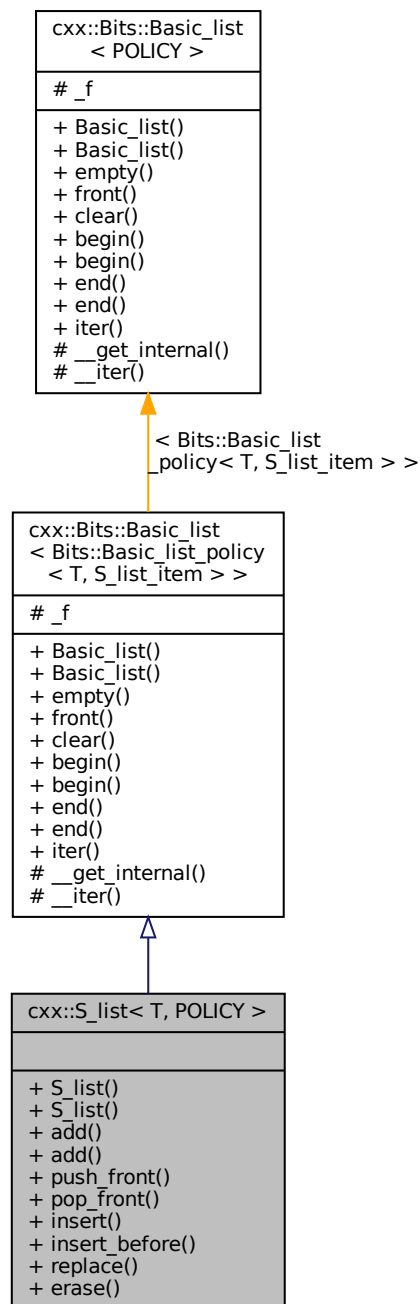 cxx::Bits::Basic_list
< POLICY >
# _f
+ Basic_list()
+ Basic_list()
+ empty()
+ front()
+ clear()
+ begin()
+ begin()
+ end()
+ end()
+ iter()
# __get_internal()
# __iter()
< Bits::Basic_list
_policy< T, S_list_item > >
cxx::Bits::Basic_list
< Bits::Basic_list_policy
< T, S_list_item > >
# _f
+ Basic_list()
+ Basic_list()
+ empty()
+ front()
+ clear()
+ begin()
+ begin()
+ end()
+ end()
+ iter()
# __get_internal()
# __iter()
cxx::S_list< T, POLICY >
+ S_list()
+ S_list()
+ add()
+ add()
+ push_front()
+ pop_front()
+ insert()
+ insert_before()
+ replace()
+ erase()